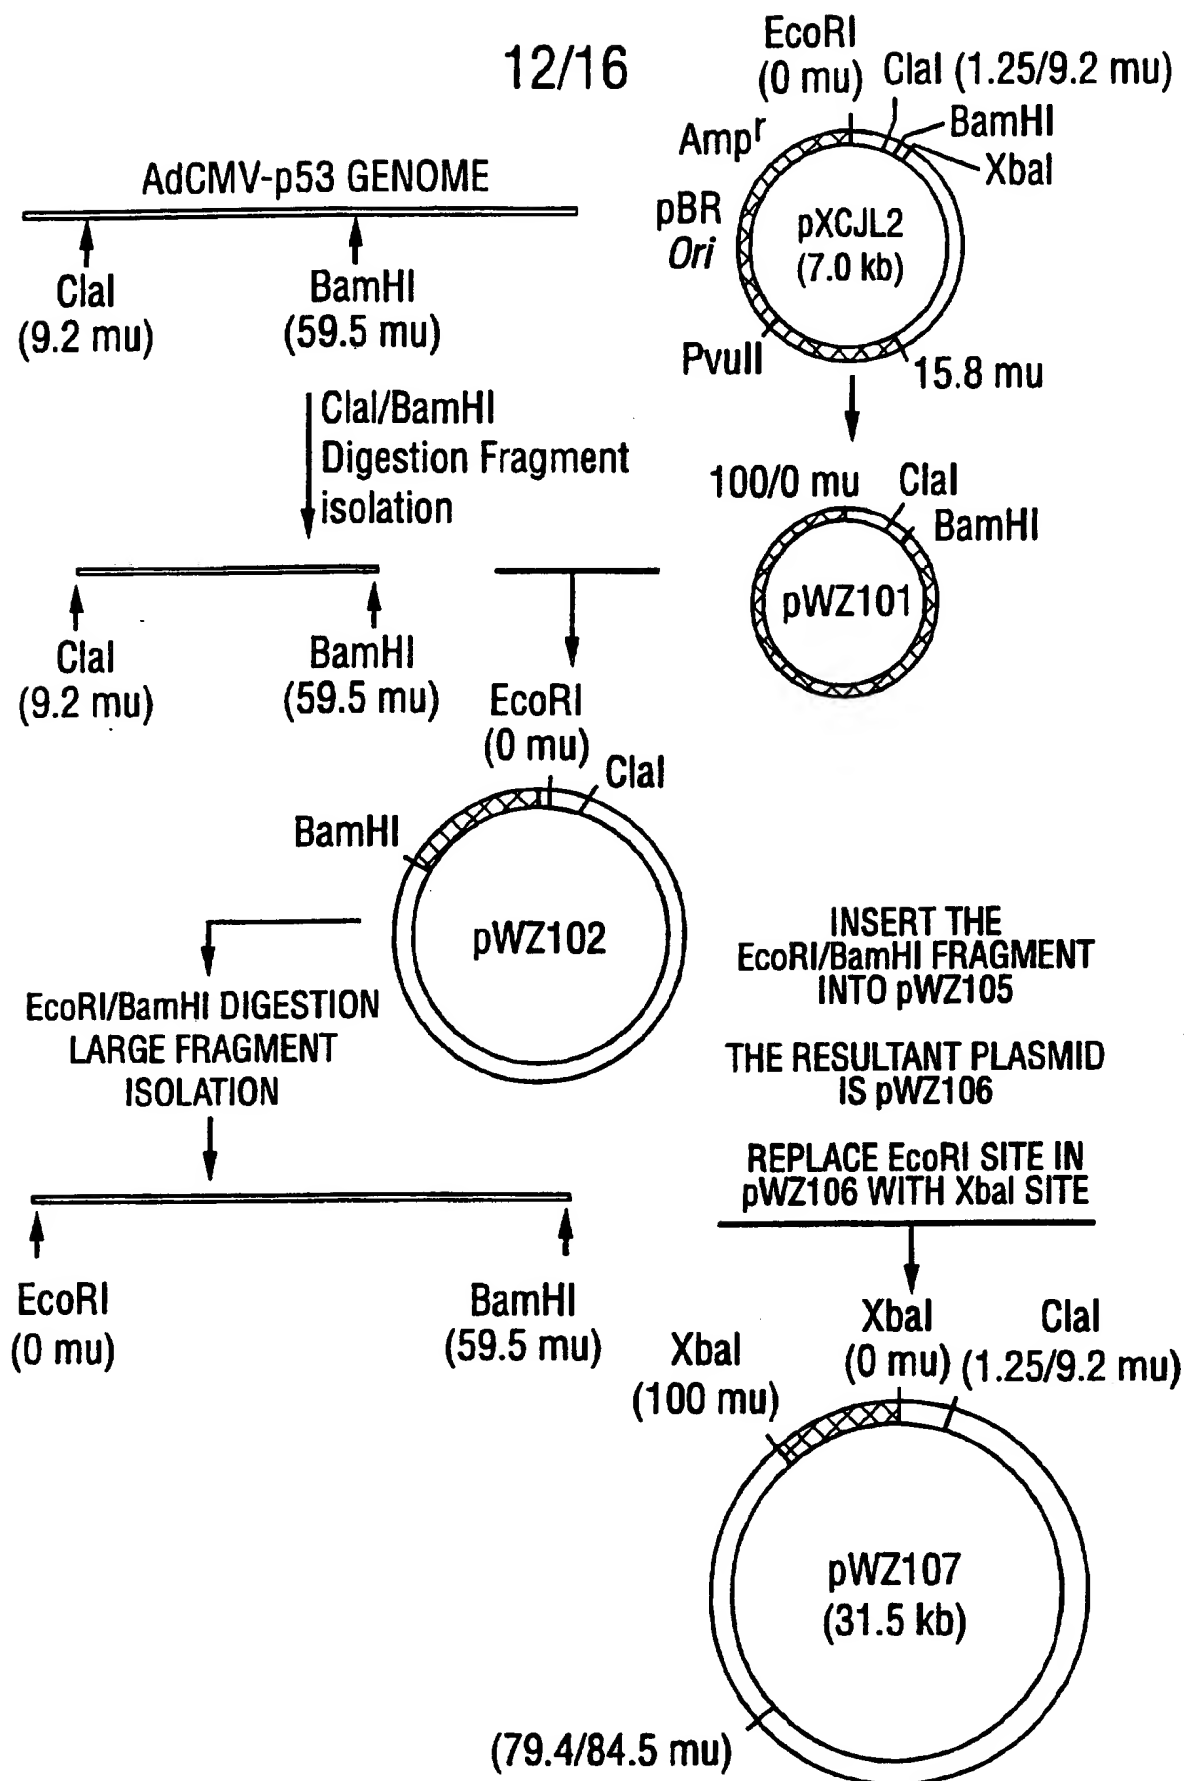 12/16
EcoRI
(0 mu)
ClaI (1.25/9.2 mu)
BamHI
XbaI
Ampr
pBR
Ori
pXCJL2
(7.0 kb)
PvuII
15.8 mu
AdCMV-p53 GENOME
ClaI
(9.2 mu)
BamHI
(59.5 mu)
ClaI/BamHI
Digestion Fragment
isolation
100/0 mu
ClaI
BamHI
pWZ101
ClaI
(9.2 mu)
BamHI
(59.5 mu)
EcoRI
(0 mu)
ClaI
BamHI
pWZ102
EcoRI/BamHI DIGESTION
LARGE FRAGMENT
ISOLATION
INSERT THE
EcoRI/BamHI FRAGMENT
INTO pWZ105
THE RESULTANT PLASMID
IS pWZ106
REPLACE EcoRI SITE IN
pWZ106 WITH XbaI SITE
EcoRI
(0 mu)
BamHI
(59.5 mu)
XbaI
(100 mu)
XbaI
(0 mu)
ClaI
(1.25/9.2 mu)
pWZ107
(31.5 kb)
(79.4/84.5 mu)